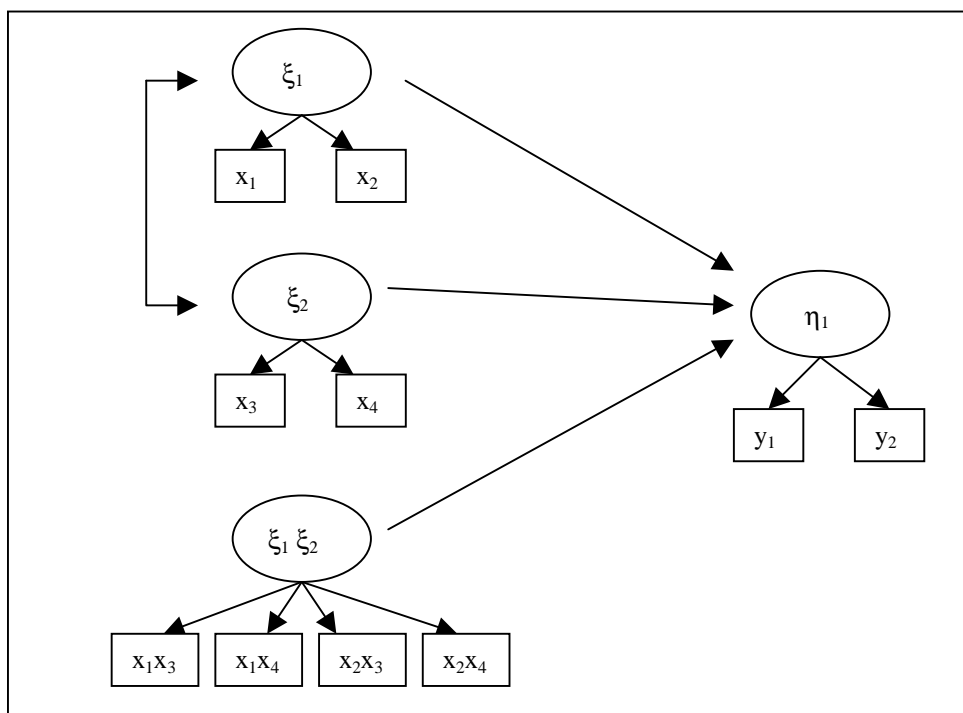 ξ₁
x₁ x₂
ξ₂
η₁
x₃ x₄
y₁ y₂
ξ₁ ξ₂
x₁x₃ x₁x₄ x₂x₃ x₂x₄